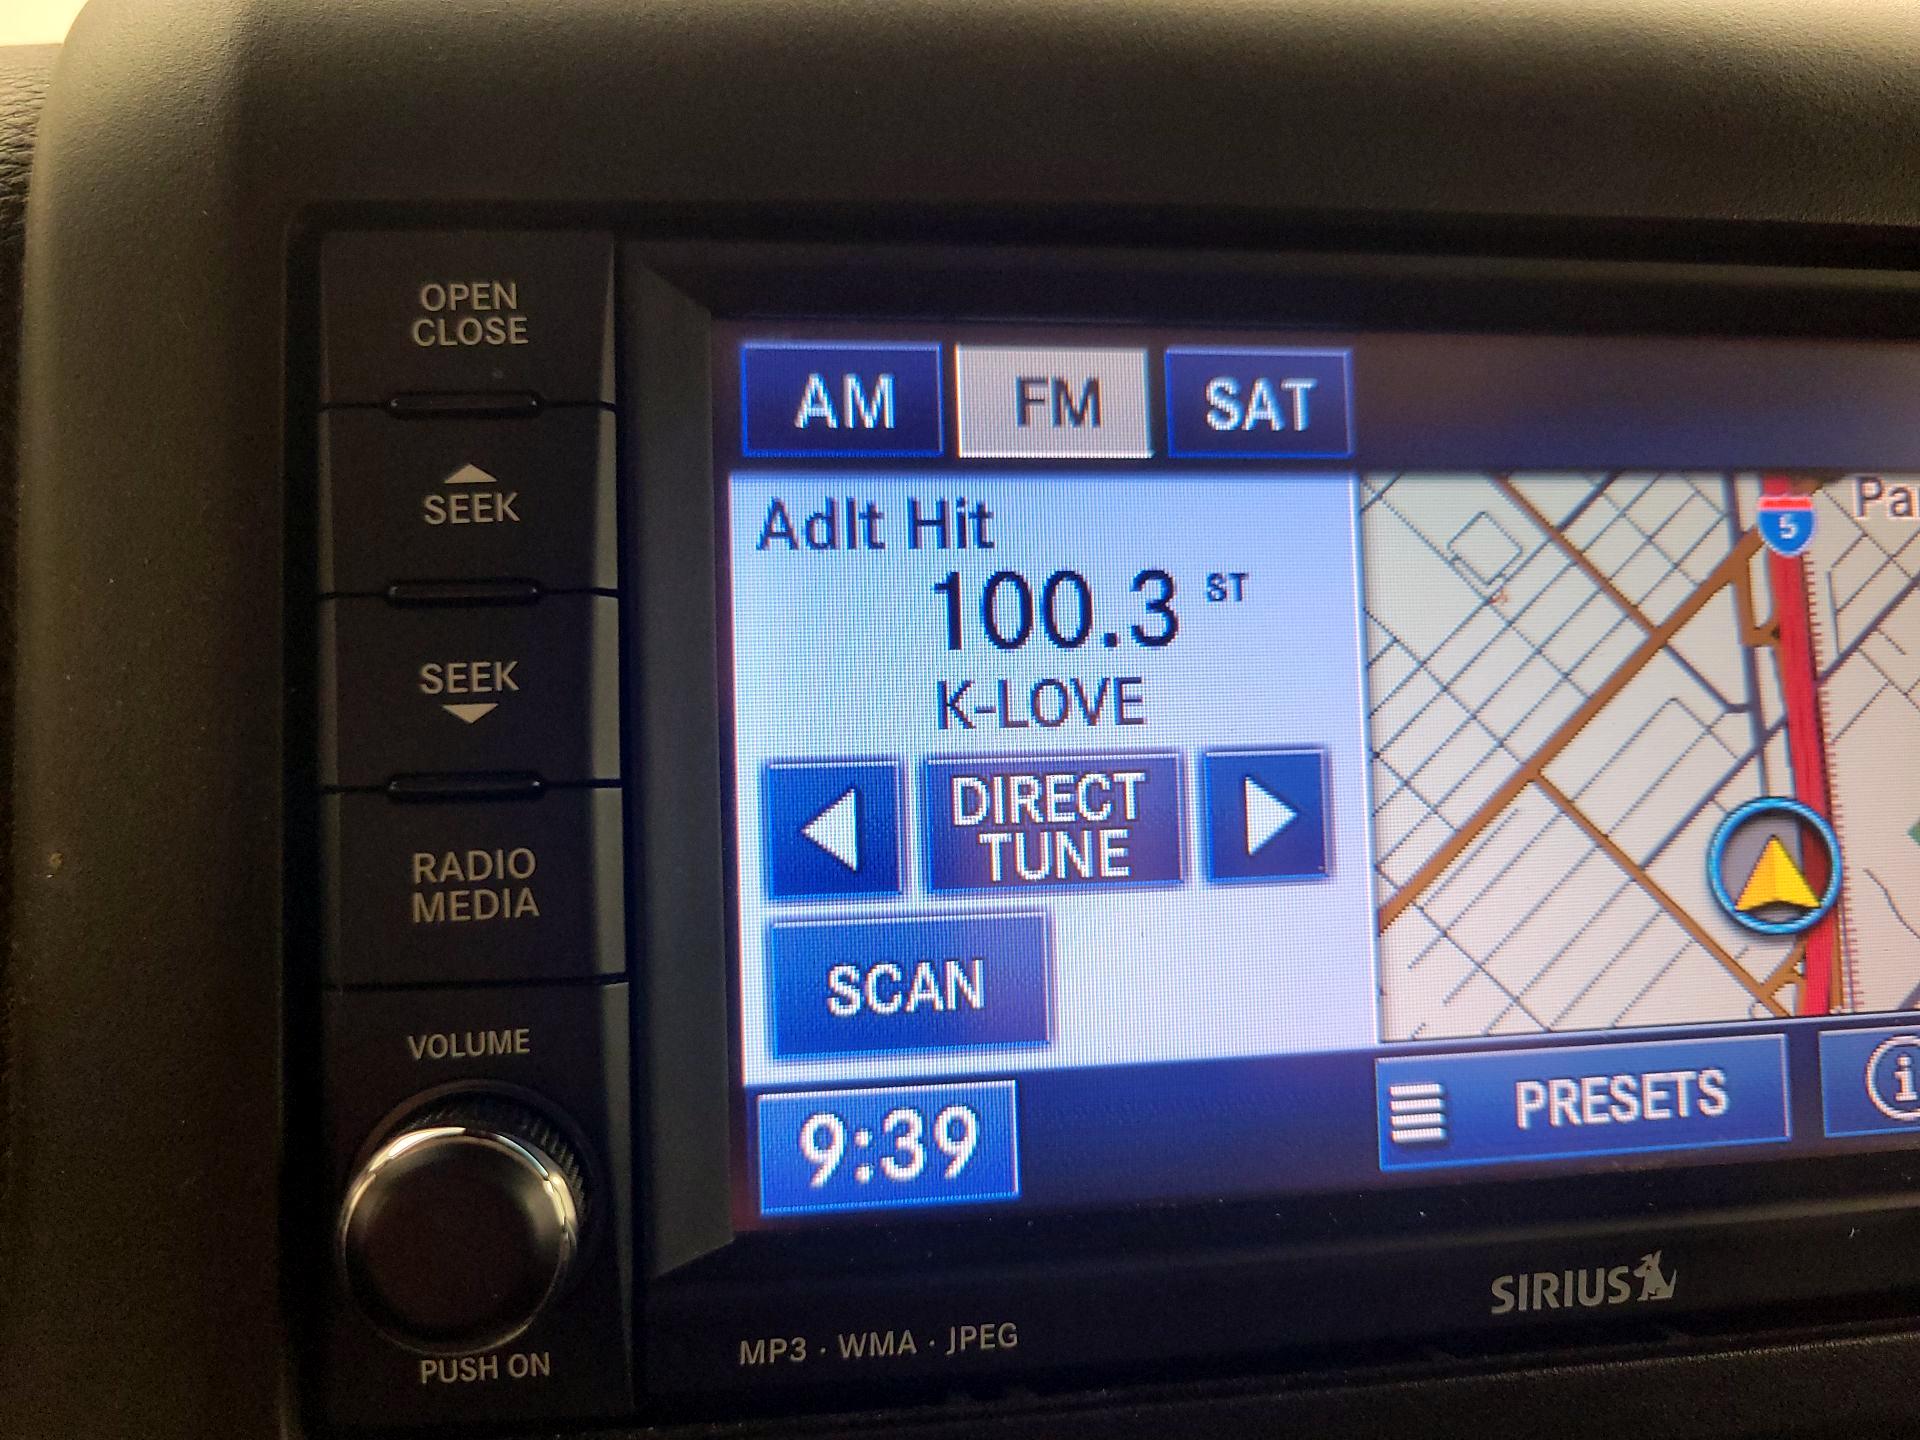 OPEN
CLOSE
SEEK
SEEK
RADIO
MEDIA
VOLUME
PUSH ON
AM FM SAT
Adlt Hit
100.3 ST
K-LOVE
DIRECT
TUNE
SCAN
9:39
5
Pa
PRESETS
i
SIRIUS
MP3 · WMA · JPEG